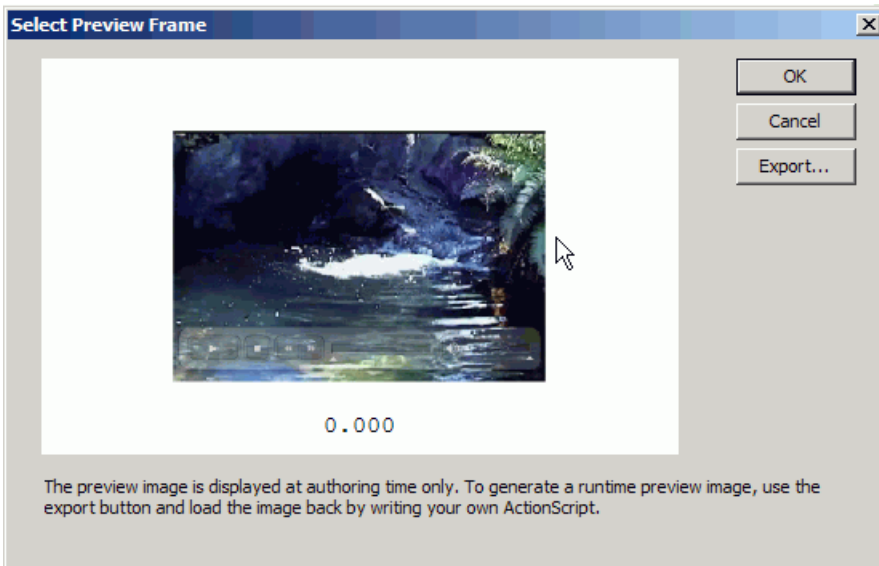 Select Preview Frame
OK
Cancel
Export...
0.000
The preview image is displayed at authoring time only. To generate a runtime preview image, use the
export button and load the image back by writing your own ActionScript.